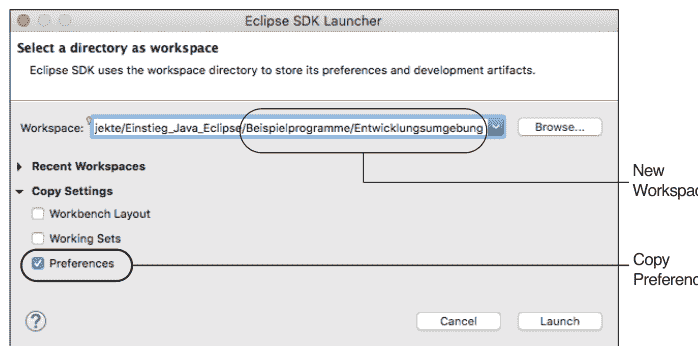 Eclipse SDK Launcher
Select a directory as workspace
Eclipse SDK uses the workspace directory to store its preferences and development artifacts.
Workspace: jekte/Einstieg_Java_Eclipse/Beispielprogramme/Entwicklungsumgebung Browse...
New
Workspac
Recent Workspaces
Copy Settings
Workbench Layout
Working Sets
Preferences
Copy
Preferenc
? Cancel Launch